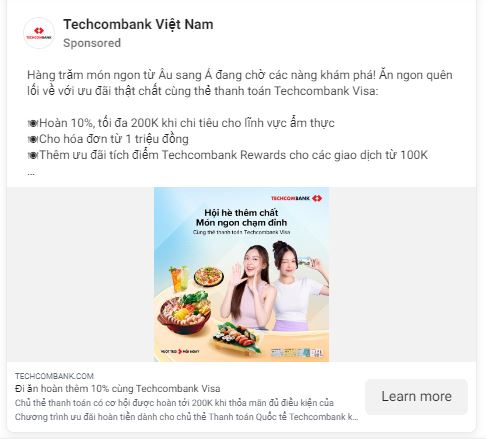 Techcombank Việt Nam
Sponsored
Hàng trăm món ngon từ Âu sang Á đang chờ các nàng khám phá! Ăn ngon quên
lối về với ưu đãi thật chất cùng thẻ thanh toán Techcombank Visa:
🍽Hoàn 10%, tối đa 200K khi chi tiêu cho lĩnh vực ẩm thực
🍽Cho hóa đơn từ 1 triệu đồng
🍽Thêm ưu đãi tích điểm Techcombank Rewards cho các giao dịch từ 100K
...
TECHCOMBANK
Hội hè thêm chất
Món ngon chạm đỉnh
Cùng thẻ thanh toán Techcombank Visa
VƯỢT TRỘI MỖI NGÀY
TECHCOMBANK.COM
Đi ăn hoàn thêm 10% cùng Techcombank Visa
Chủ thẻ thanh toán có cơ hội được hoàn tới 200K khi thỏa mãn đủ điều kiện của
Chương trình ưu đãi hoàn tiền dành cho chủ thẻ Thanh toán Quốc tế Techcombank k...
Learn more